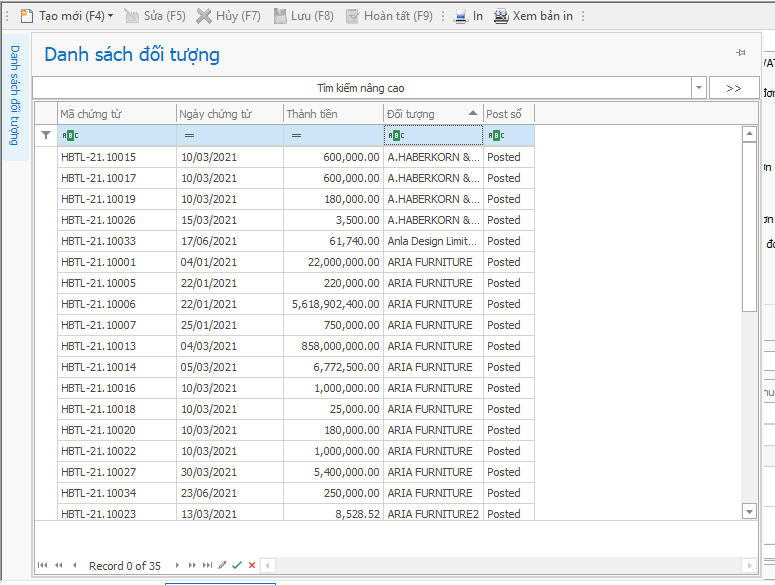 Tạo mới (F4) Sửa (F5) Hủy (F7) Lưu (F8) Hoàn tất (F9) In Xem bản in
Danh sách đối tượng
Danh sách đối tượng
Tìm kiếm nâng cao >>
Mã chứng từ Ngày chứng từ Thành tiền Đối tượng Post sổ
ABC = = ABC ABC
HBTL-21.10015 10/03/2021 600,000.00 A.HABERKORN &... Posted
HBTL-21.10017 10/03/2021 600,000.00 A.HABERKORN &... Posted
HBTL-21.10019 10/03/2021 180,000.00 A.HABERKORN &... Posted
HBTL-21.10026 15/03/2021 3,500.00 A.HABERKORN &... Posted
HBTL-21.10033 17/06/2021 61,740.00 Anla Design Limit... Posted
HBTL-21.10001 04/01/2021 22,000,000.00 ARIA FURNITURE Posted
HBTL-21.10005 22/01/2021 220,000.00 ARIA FURNITURE Posted
HBTL-21.10006 22/01/2021 5,618,902,400.00 ARIA FURNITURE Posted
HBTL-21.10007 25/01/2021 750,000.00 ARIA FURNITURE Posted
HBTL-21.10013 04/03/2021 858,000,000.00 ARIA FURNITURE Posted
HBTL-21.10014 05/03/2021 6,772,500.00 ARIA FURNITURE Posted
HBTL-21.10016 10/03/2021 1,000,000.00 ARIA FURNITURE Posted
HBTL-21.10018 10/03/2021 25,000.00 ARIA FURNITURE Posted
HBTL-21.10020 10/03/2021 180,000.00 ARIA FURNITURE Posted
HBTL-21.10022 10/03/2021 1,000,000.00 ARIA FURNITURE Posted
HBTL-21.10027 30/03/2021 5,400,000.00 ARIA FURNITURE Posted
HBTL-21.10034 23/06/2021 250,000.00 ARIA FURNITURE Posted
HBTL-21.10023 13/03/2021 8,528.52 ARIA FURNITURE2 Posted
Record 0 of 35